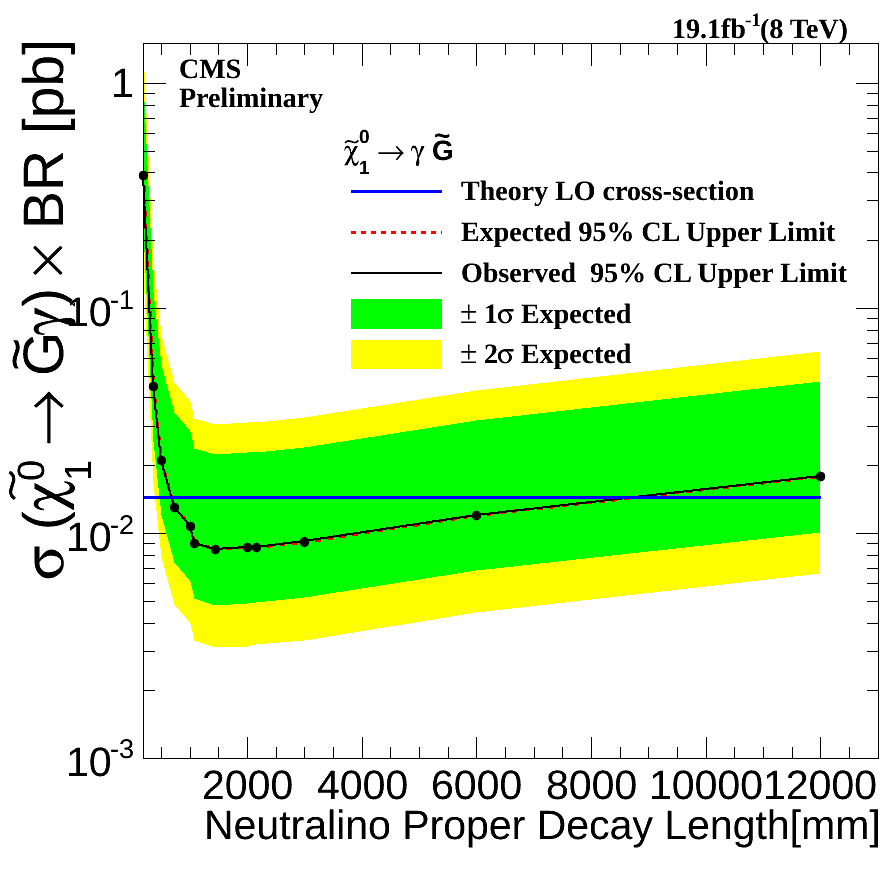 19.1fb⁻¹(8 TeV)
CMS
Preliminary
χ̃₁⁰ → γ G̃
Theory LO cross-section
Expected 95% CL Upper Limit
Observed  95% CL Upper Limit
± 1σ Expected
± 2σ Expected
σ (χ̃₁⁰ → G̃γ) × BR [pb]
1
10⁻¹
10⁻²
10⁻³
2000 4000 6000 8000 10000 12000
Neutralino Proper Decay Length[mm]